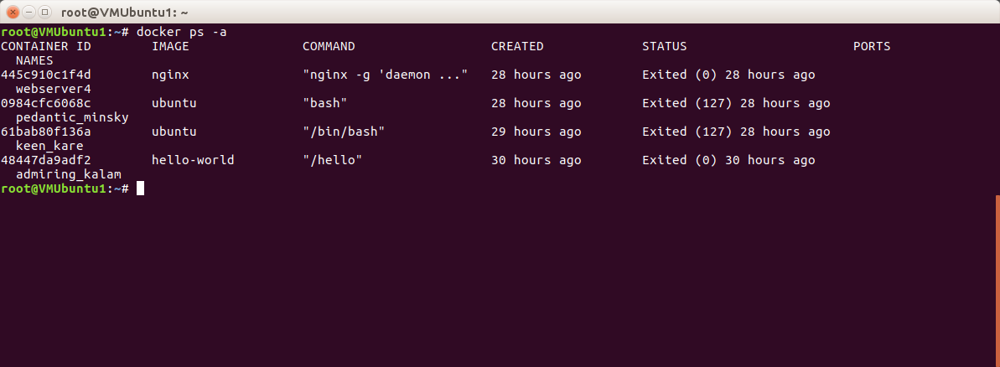 root@VMUbuntu1: ~
root@VMUbuntu1:~# docker ps -a
CONTAINER ID        IMAGE               COMMAND                  CREATED             STATUS                      PORTS
  NAMES
445c910c1f4d        nginx               "nginx -g 'daemon ..."   28 hours ago        Exited (0) 28 hours ago
  webserver4
0984cfc6068c        ubuntu              "bash"                   28 hours ago        Exited (127) 28 hours ago
  pedantic_minsky
61bab80f136a        ubuntu              "/bin/bash"              29 hours ago        Exited (127) 28 hours ago
  keen_kare
48447da9adf2        hello-world         "/hello"                 30 hours ago        Exited (0) 30 hours ago
  admiring_kalam
root@VMUbuntu1:~#